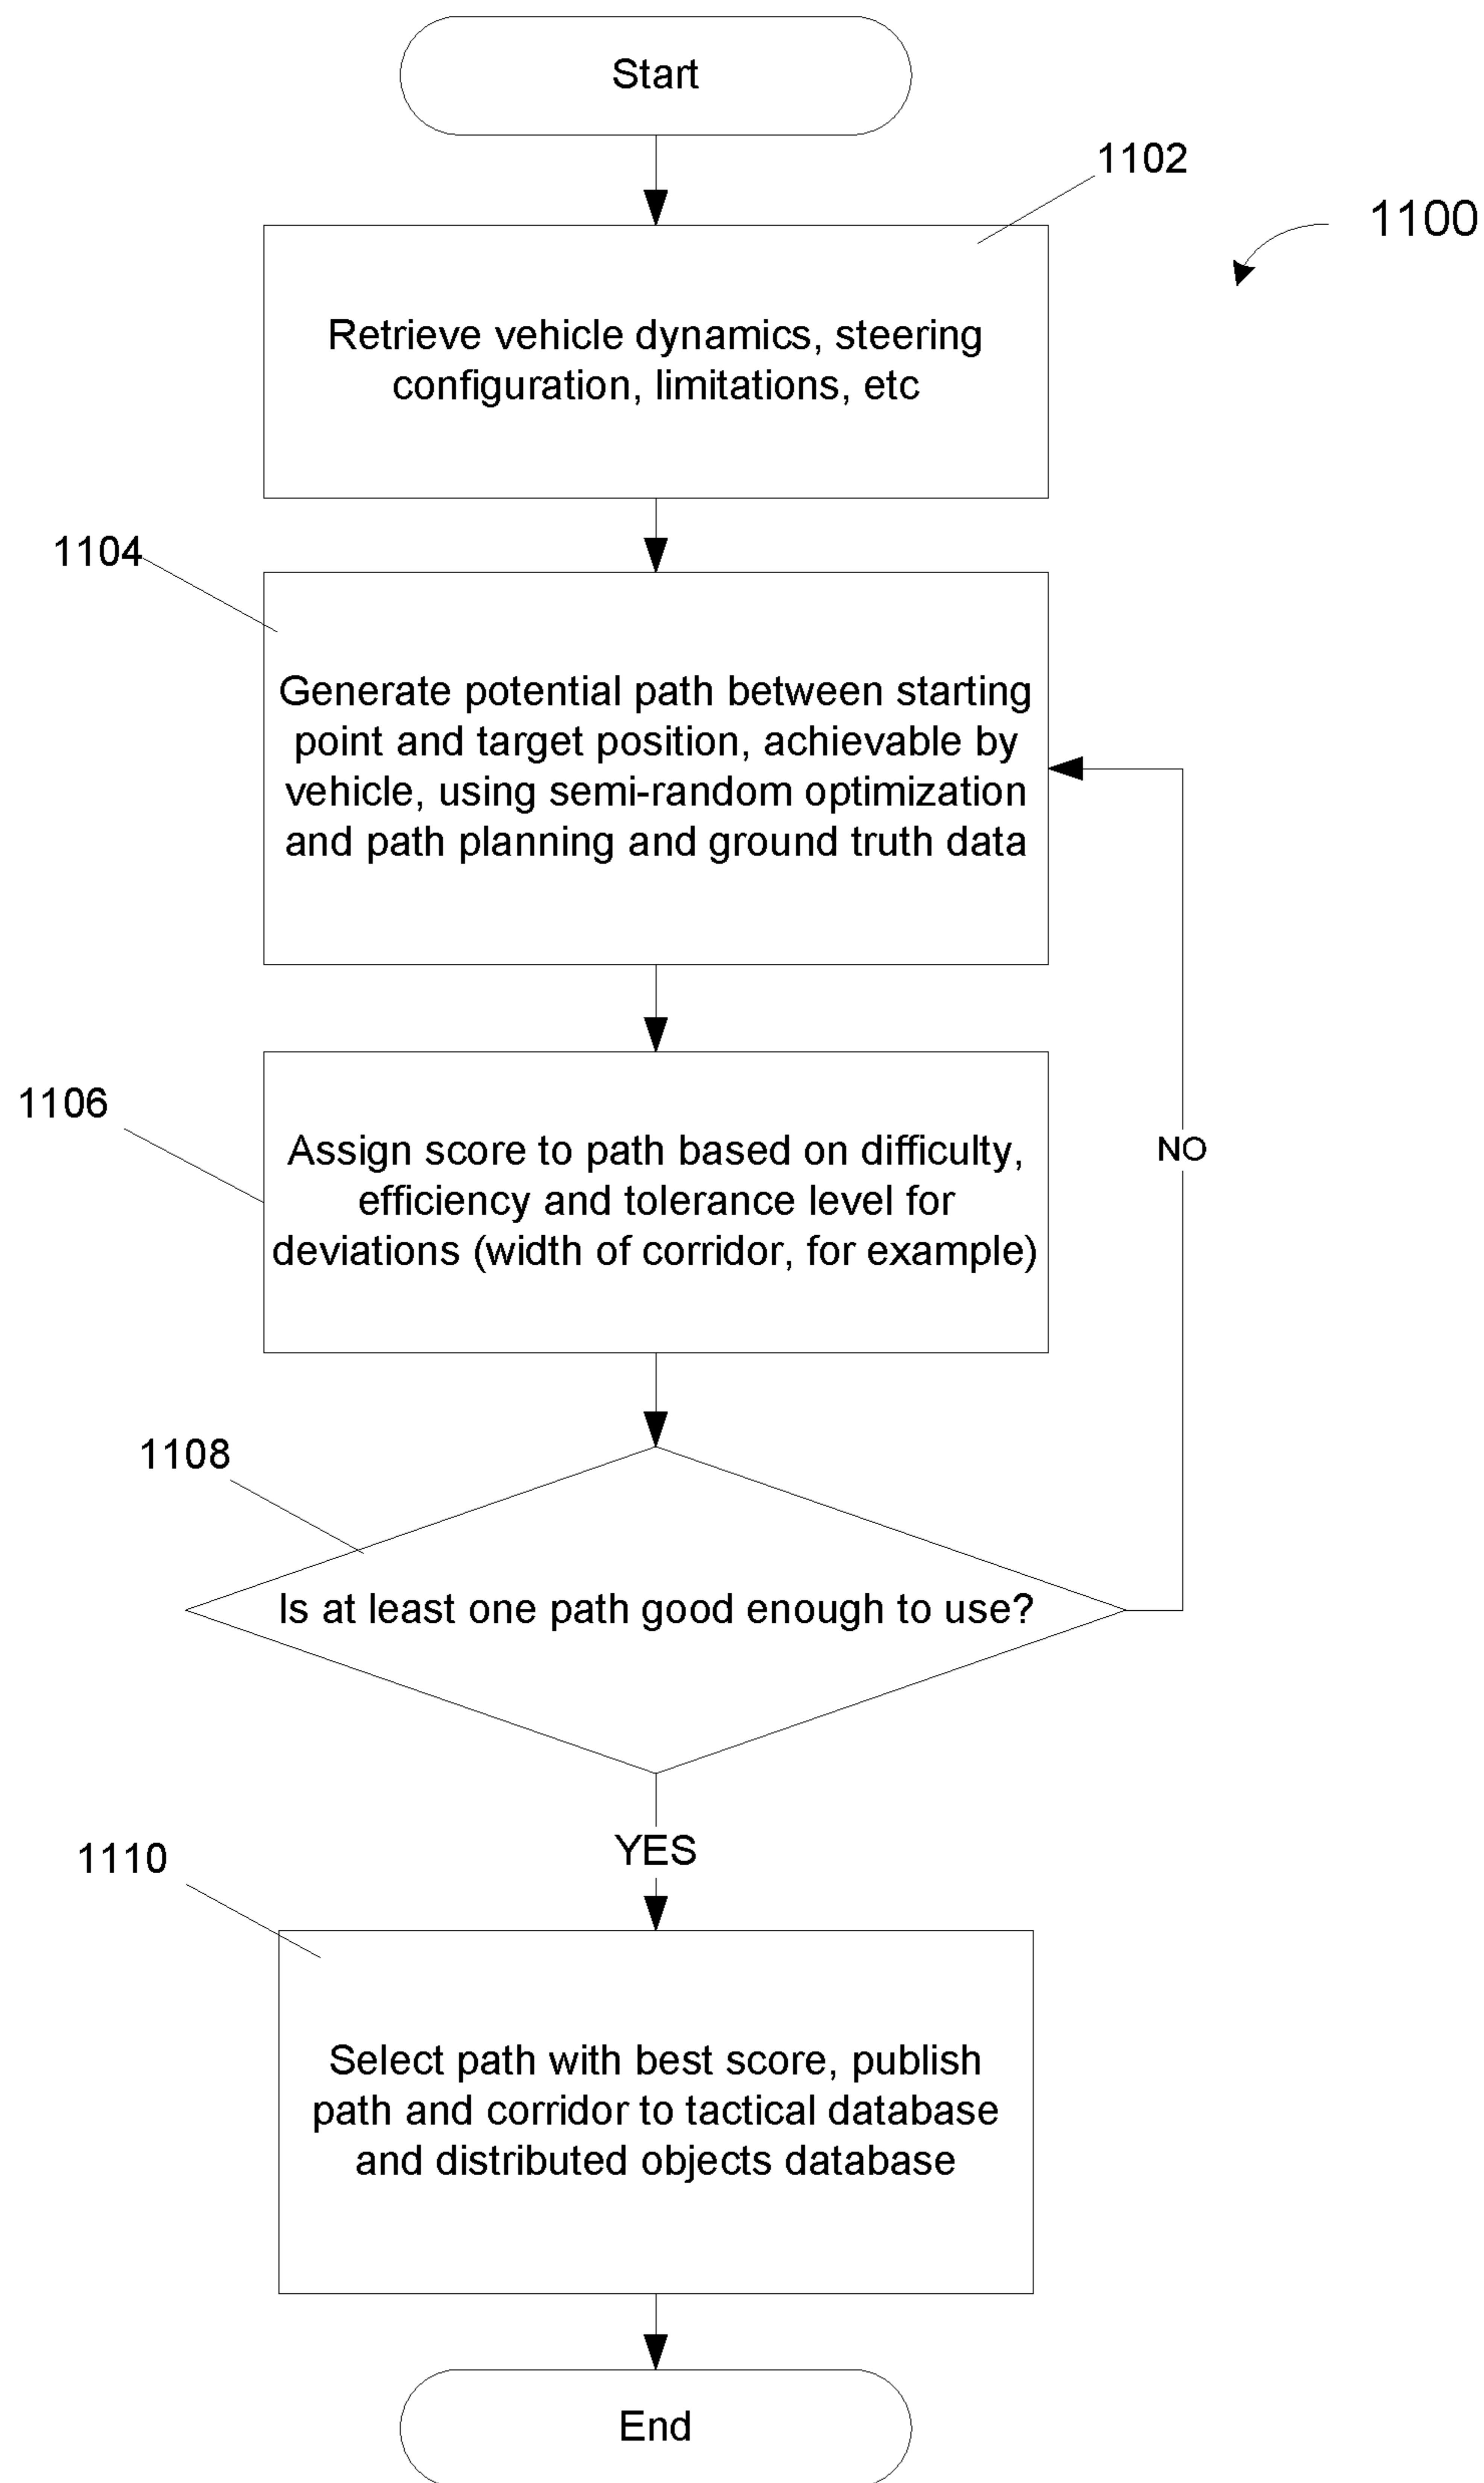 Start
1102
1100
Retrieve vehicle dynamics, steering
configuration, limitations, etc
1104
Generate potential path between starting
point and target position, achievable by
vehicle, using semi-random optimization
and path planning and ground truth data
1106
Assign score to path based on difficulty,
efficiency and tolerance level for
deviations (width of corridor, for example)
NO
1108
Is at least one path good enough to use?
YES
1110
Select path with best score, publish
path and corridor to tactical database
and distributed objects database
End